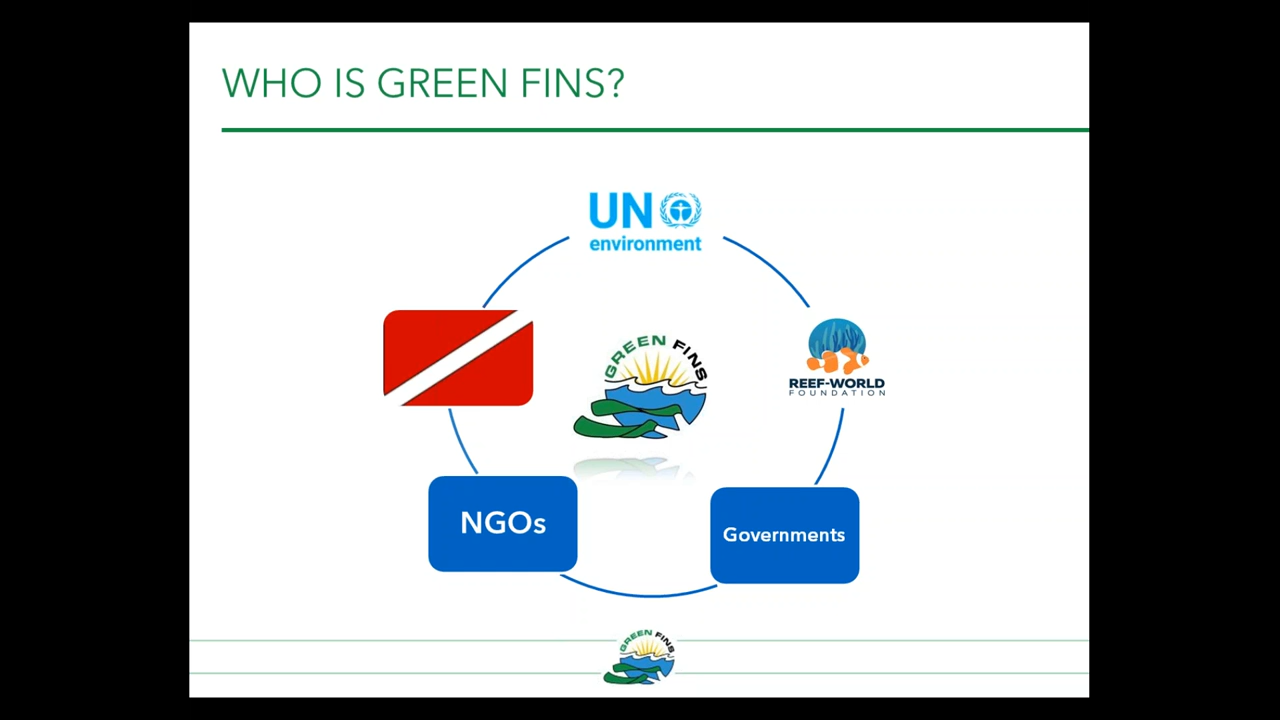 WHO IS GREEN FINS?
UN
environment
GREEN FINS
REEF-WORLD
FOUNDATION
NGOs
Governments
GREEN FINS